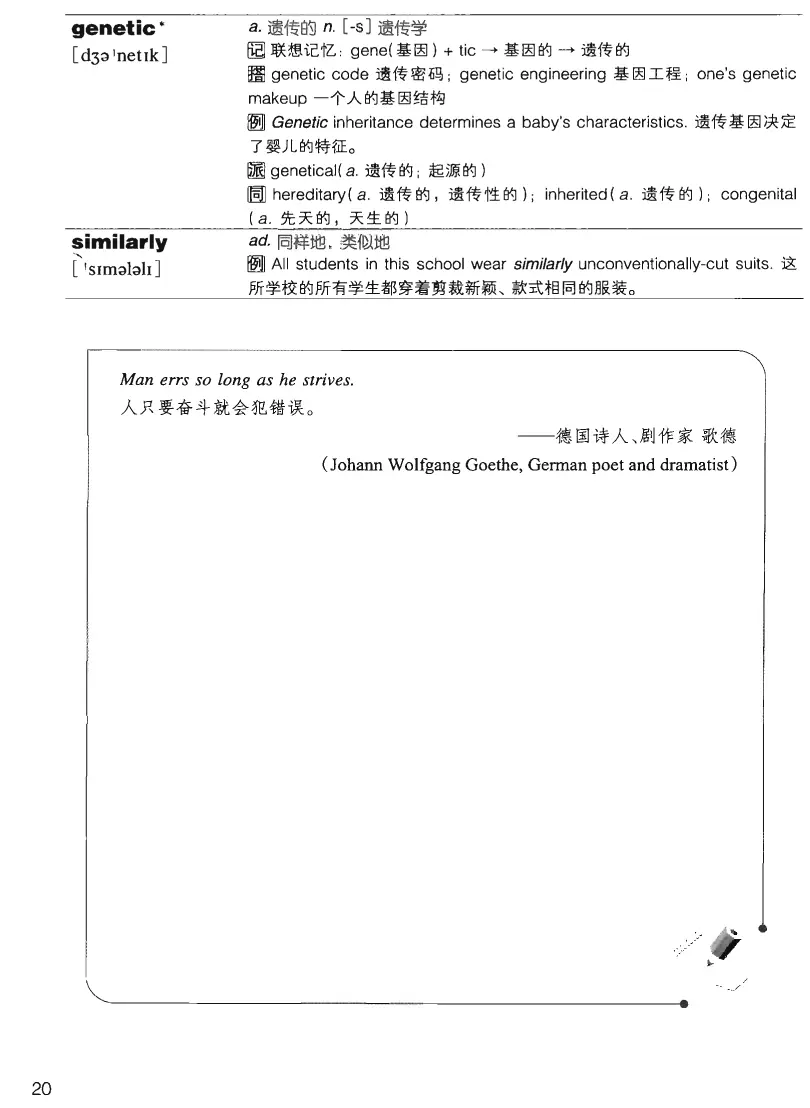 genetic*
[dʒəˈnetɪk]
a. 遗传的 n. [-s] 遗传学
记 联想记忆: gene(基因) + tic → 基因的 → 遗传的
搭 genetic code 遗传密码; genetic engineering 基因工程; one's genetic
makeup 一个人的基因结构
例 Genetic inheritance determines a baby's characteristics. 遗传基因决定
了婴儿的特征。
派 genetical(a. 遗传的; 起源的)
同 hereditary(a. 遗传的, 遗传性的); inherited(a. 遗传的); congenital
(a. 先天的, 天生的)
similarly
[ˈsɪmələlɪ]
ad. 同样地, 类似地
例 All students in this school wear similarly unconventionally-cut suits. 这
所学校的所有学生都穿着剪裁新颖、款式相同的服装。
Man errs so long as he strives.
人只要奋斗就会犯错误。
——德国诗人、剧作家 歌德
(Johann Wolfgang Goethe, German poet and dramatist)
20